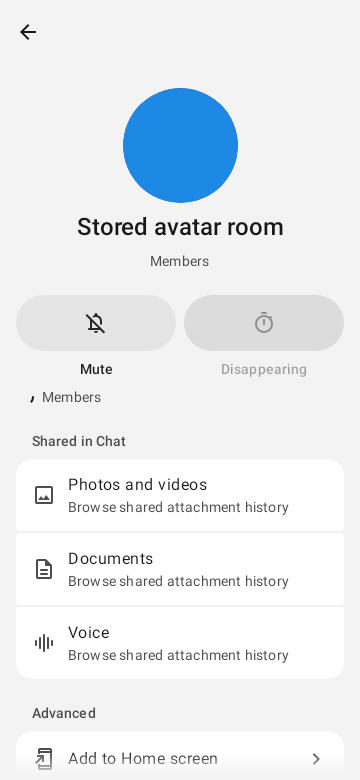 Stored avatar room
Members
Mute
Disappearing
Members
Shared in Chat
Photos and videos
Browse shared attachment history
Documents
Browse shared attachment history
Voice
Browse shared attachment history
Advanced
Add to Home screen